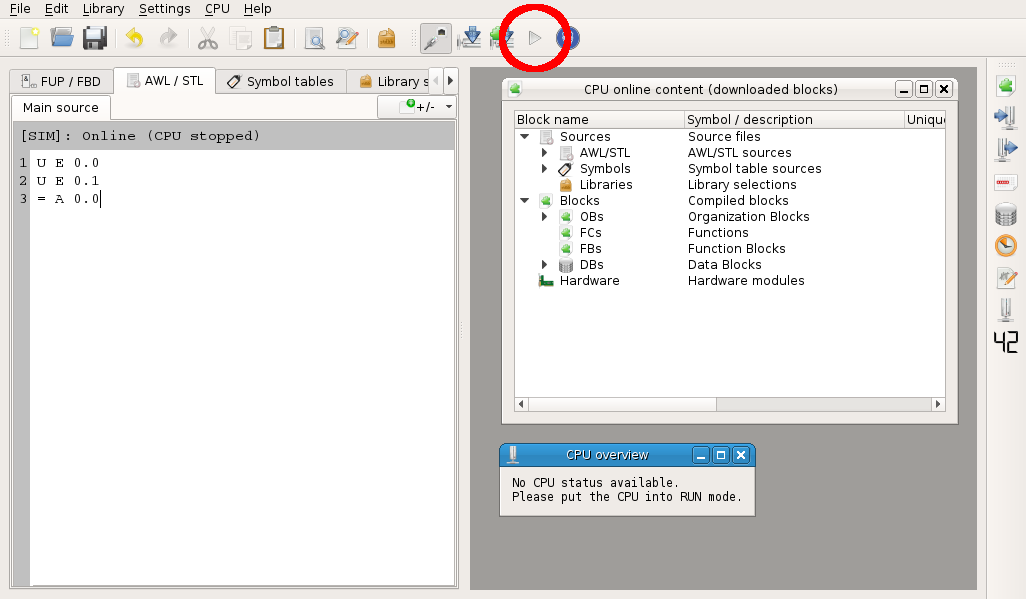 File Edit Library Settings CPU Help
FUP / FBD AWL / STL Symbol tables Library s
Main source +/-
[SIM]: Online (CPU stopped)
1 U E 0.0
2 U E 0.1
3 = A 0.0
CPU online content (downloaded blocks)
Block name Symbol / description Uniqu
Sources Source files
AWL/STL AWL/STL sources
Symbols Symbol table sources
Libraries Library selections
Blocks Compiled blocks
OBs Organization Blocks
FCs Functions
FBs Function Blocks
DBs Data Blocks
Hardware Hardware modules
CPU overview
No CPU status available.
Please put the CPU into RUN mode.
42